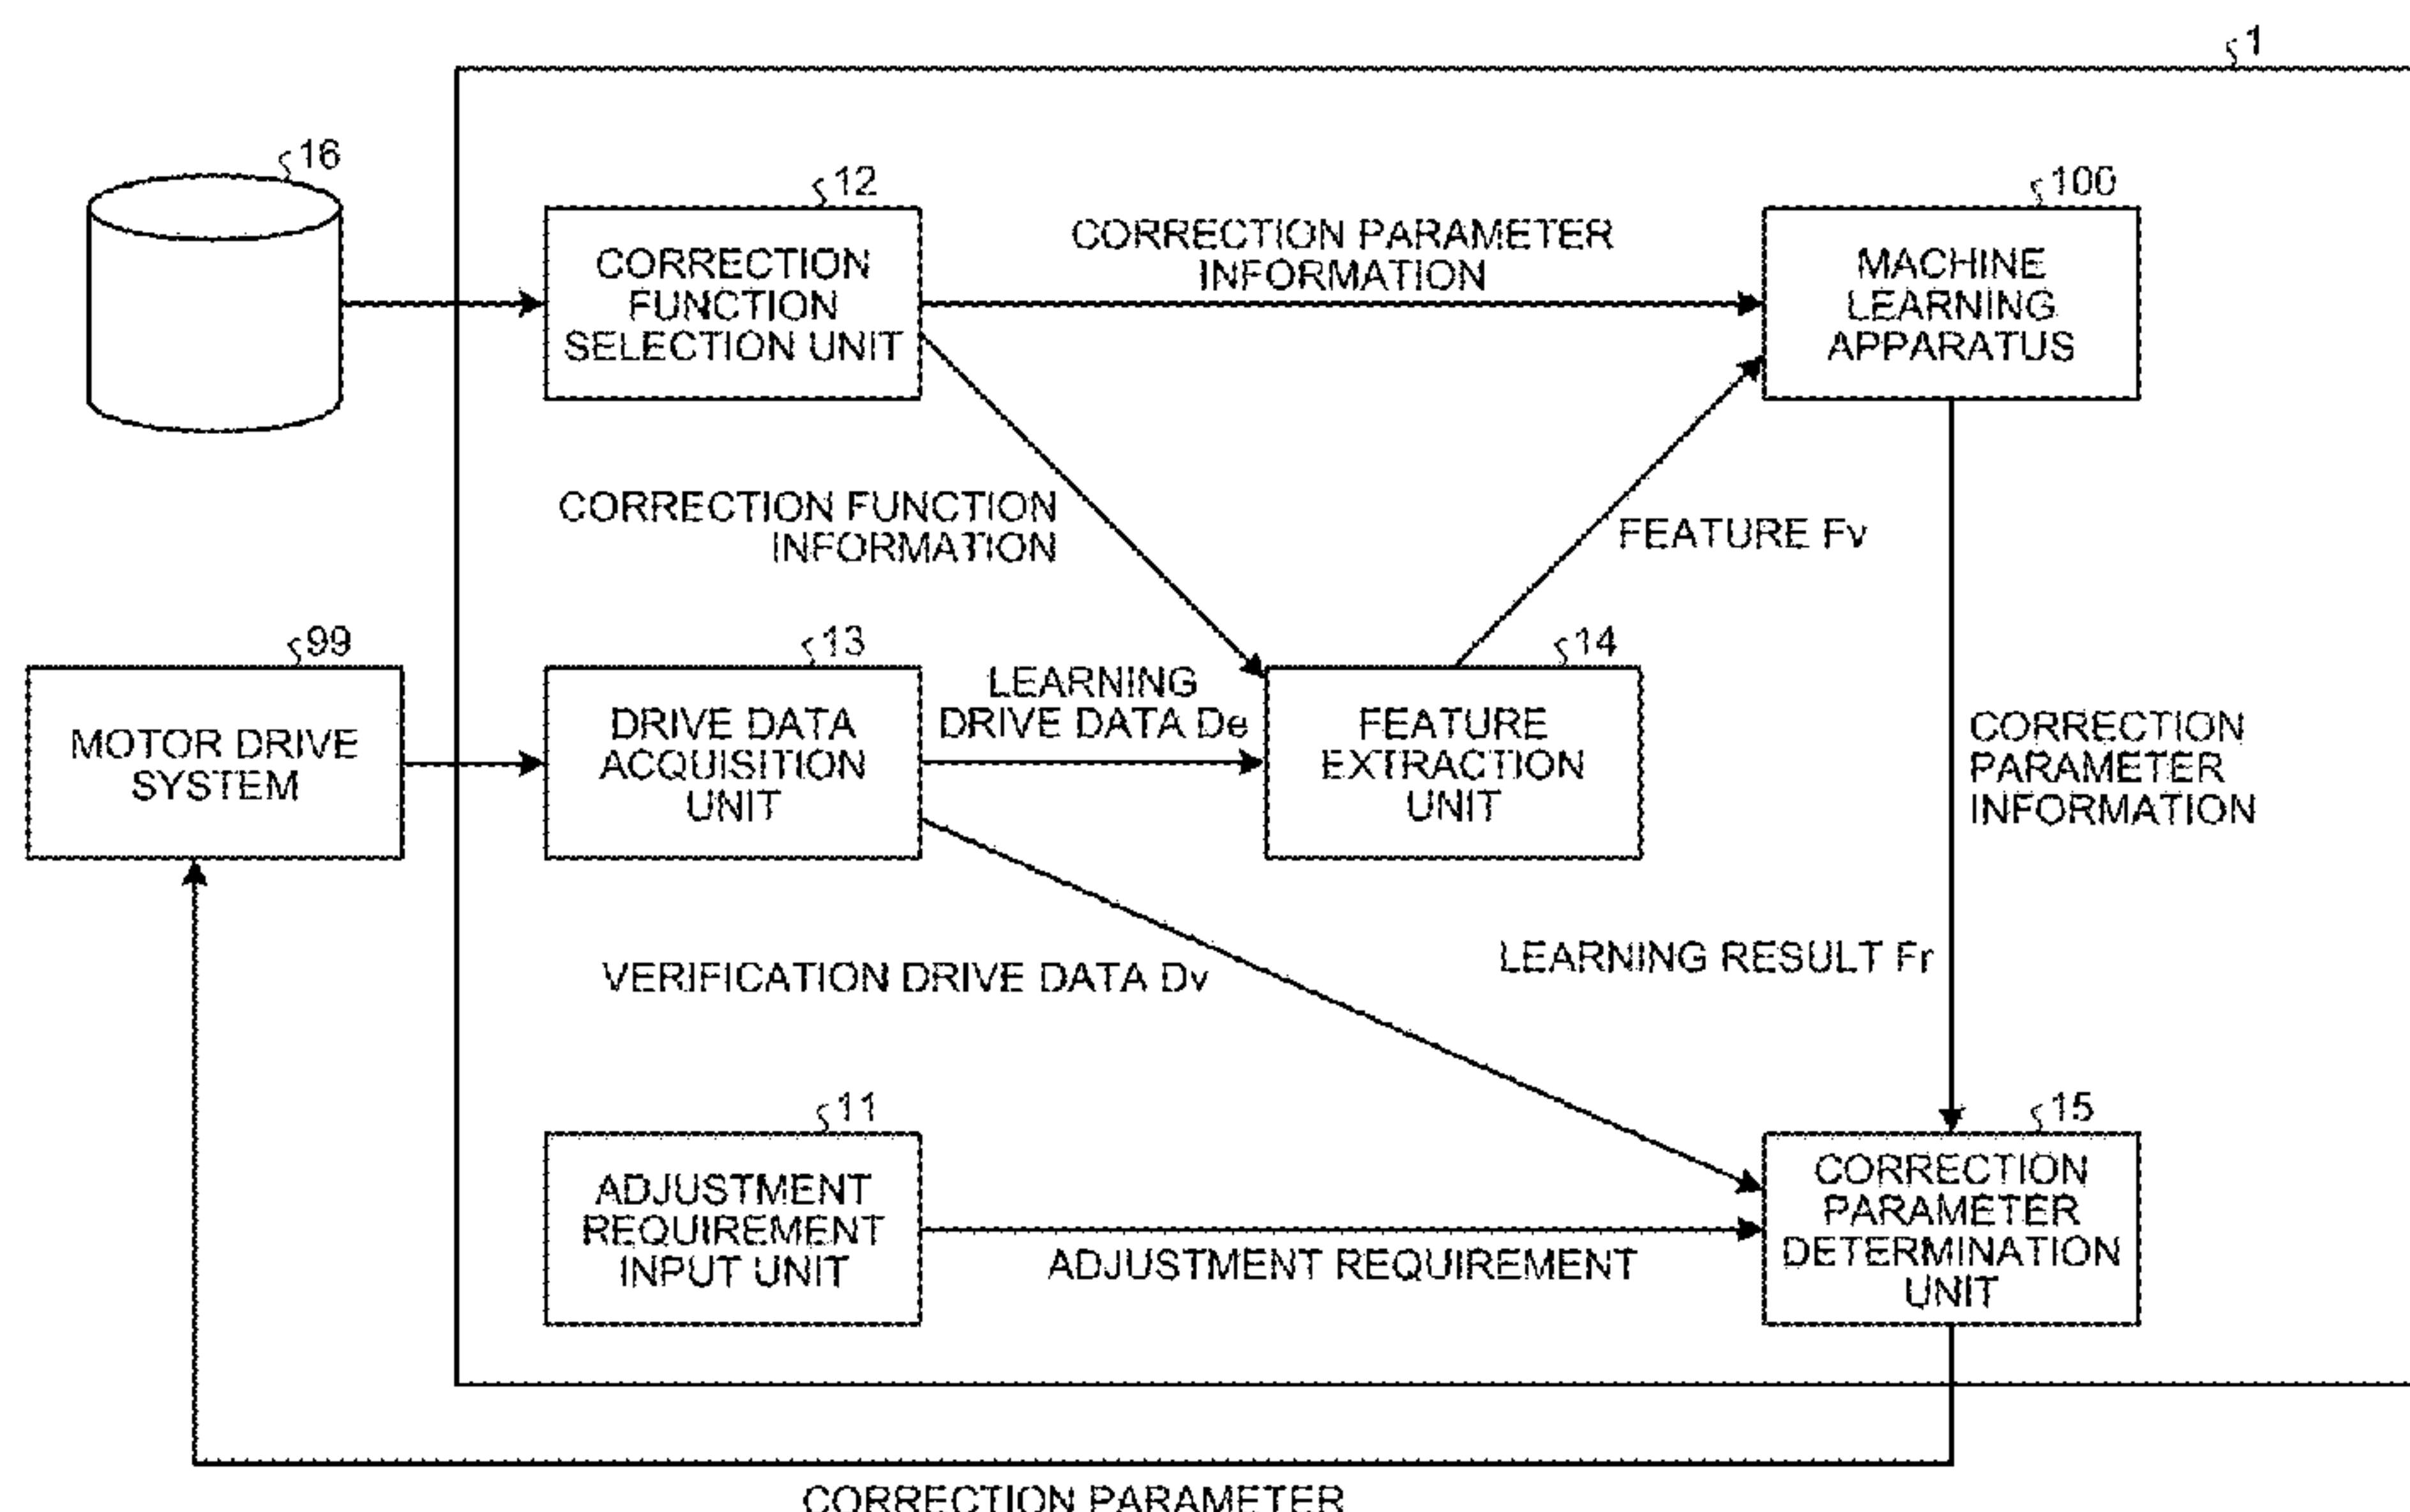 1
16
12
100
CORRECTION
FUNCTION
SELECTION UNIT
CORRECTION PARAMETER
INFORMATION
MACHINE
LEARNING
APPARATUS
CORRECTION FUNCTION
INFORMATION
FEATURE Fv
99
13
14
MOTOR DRIVE
SYSTEM
DRIVE DATA
ACQUISITION
UNIT
LEARNING
DRIVE DATA De
FEATURE
EXTRACTION
UNIT
CORRECTION
PARAMETER
INFORMATION
VERIFICATION DRIVE DATA Dv
LEARNING RESULT Fr
11
15
ADJUSTMENT
REQUIREMENT
INPUT UNIT
ADJUSTMENT REQUIREMENT
CORRECTION
PARAMETER
DETERMINATION
UNIT
CORRECTION PARAMETER